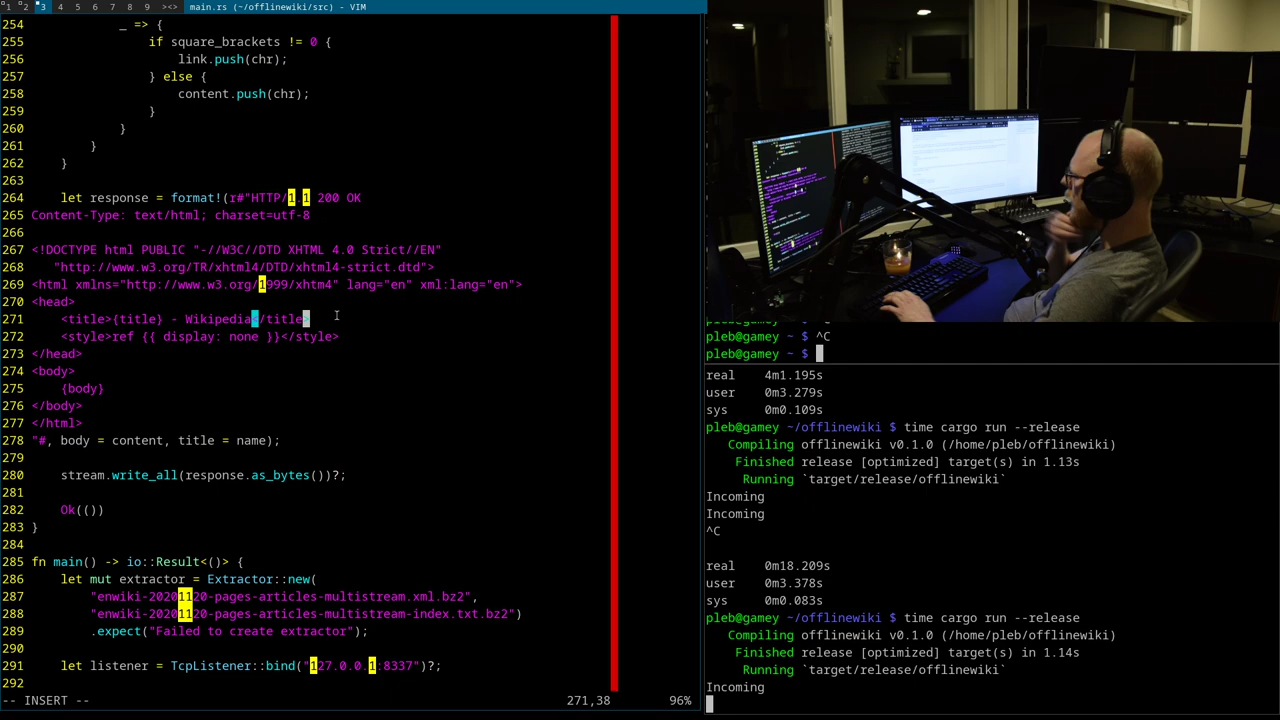 1 2 3 4 5 6 7 8 9 ><> main.rs (~/offlinewiki/src) - VIM
254             _ => {
255                 if square_brackets != 0 {
256                     link.push(chr);
257                 } else {
258                     content.push(chr);
259                 }
260             }
261         }
262     }
263
264     let response = format!(r#"HTTP/1.1 200 OK
265 Content-Type: text/html; charset=utf-8
266
267 <!DOCTYPE html PUBLIC "-//W3C//DTD XHTML 4.0 Strict//EN"
268    "http://www.w3.org/TR/xhtml4/DTD/xhtml4-strict.dtd">
269 <html xmlns="http://www.w3.org/1999/xhtm4" lang="en" xml:lang="en">
270 <head>
271     <title>{title} - Wikipedia</title>
272     <style>ref {{ display: none }}</style>
273 </head>
274 <body>
275     {body}
276 </body>
277 </html>
278 "#, body = content, title = name);
279
280     stream.write_all(response.as_bytes())?;
281
282     Ok(())
283 }
284
285 fn main() -> io::Result<()> {
286     let mut extractor = Extractor::new(
287         "enwiki-20201120-pages-articles-multistream.xml.bz2",
288         "enwiki-20201120-pages-articles-multistream-index.txt.bz2")
289         .expect("Failed to create extractor");
290
291     let listener = TcpListener::bind("127.0.0.1:8337")?;
292
-- INSERT -- 271,38 96%
pleb@gamey ~ $ ^C
pleb@gamey ~ $
real    4m1.195s
user    0m3.279s
sys     0m0.109s
pleb@gamey ~/offlinewiki $ time cargo run --release
   Compiling offlinewiki v0.1.0 (/home/pleb/offlinewiki)
    Finished release [optimized] target(s) in 1.13s
     Running `target/release/offlinewiki`
Incoming
Incoming
^C
real    0m18.209s
user    0m3.378s
sys     0m0.083s
pleb@gamey ~/offlinewiki $ time cargo run --release
   Compiling offlinewiki v0.1.0 (/home/pleb/offlinewiki)
    Finished release [optimized] target(s) in 1.14s
     Running `target/release/offlinewiki`
Incoming